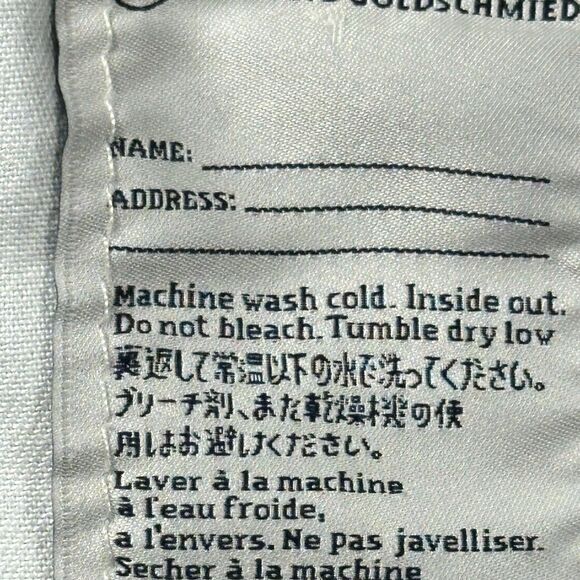 GOLDSCHMIED
NAME:
ADDRESS:
Machine wash cold. Inside out.
Do not bleach. Tumble dry low
裏返して常温以下の水で洗ってください。
ブリーチ剤、また乾燥機の使
用はお避けください。
Laver à la machine
à l'eau froide,
a l'envers. Ne pas javelliser.
Secher à la machine